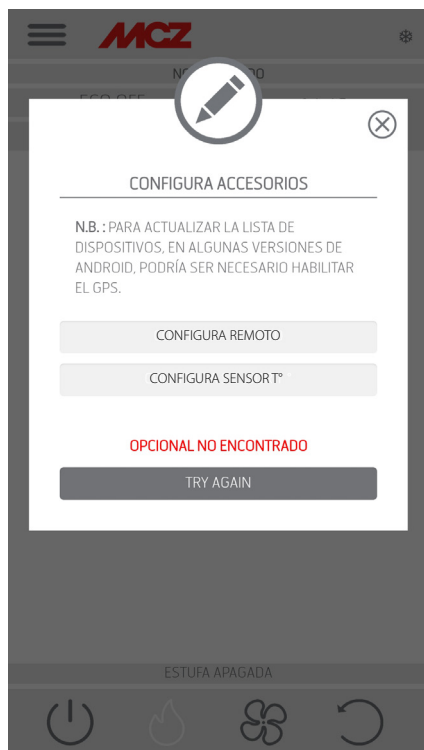 MCZ
CONFIGURA ACCESORIOS
N.B. : PARA ACTUALIZAR LA LISTA DE
DISPOSITIVOS, EN ALGUNAS VERSIONES DE
ANDROID, PODRÍA SER NECESARIO HABILITAR
EL GPS.
CONFIGURA REMOTO
CONFIGURA SENSOR T°
OPCIONAL NO ENCONTRADO
TRY AGAIN
ESTUFA APAGADA